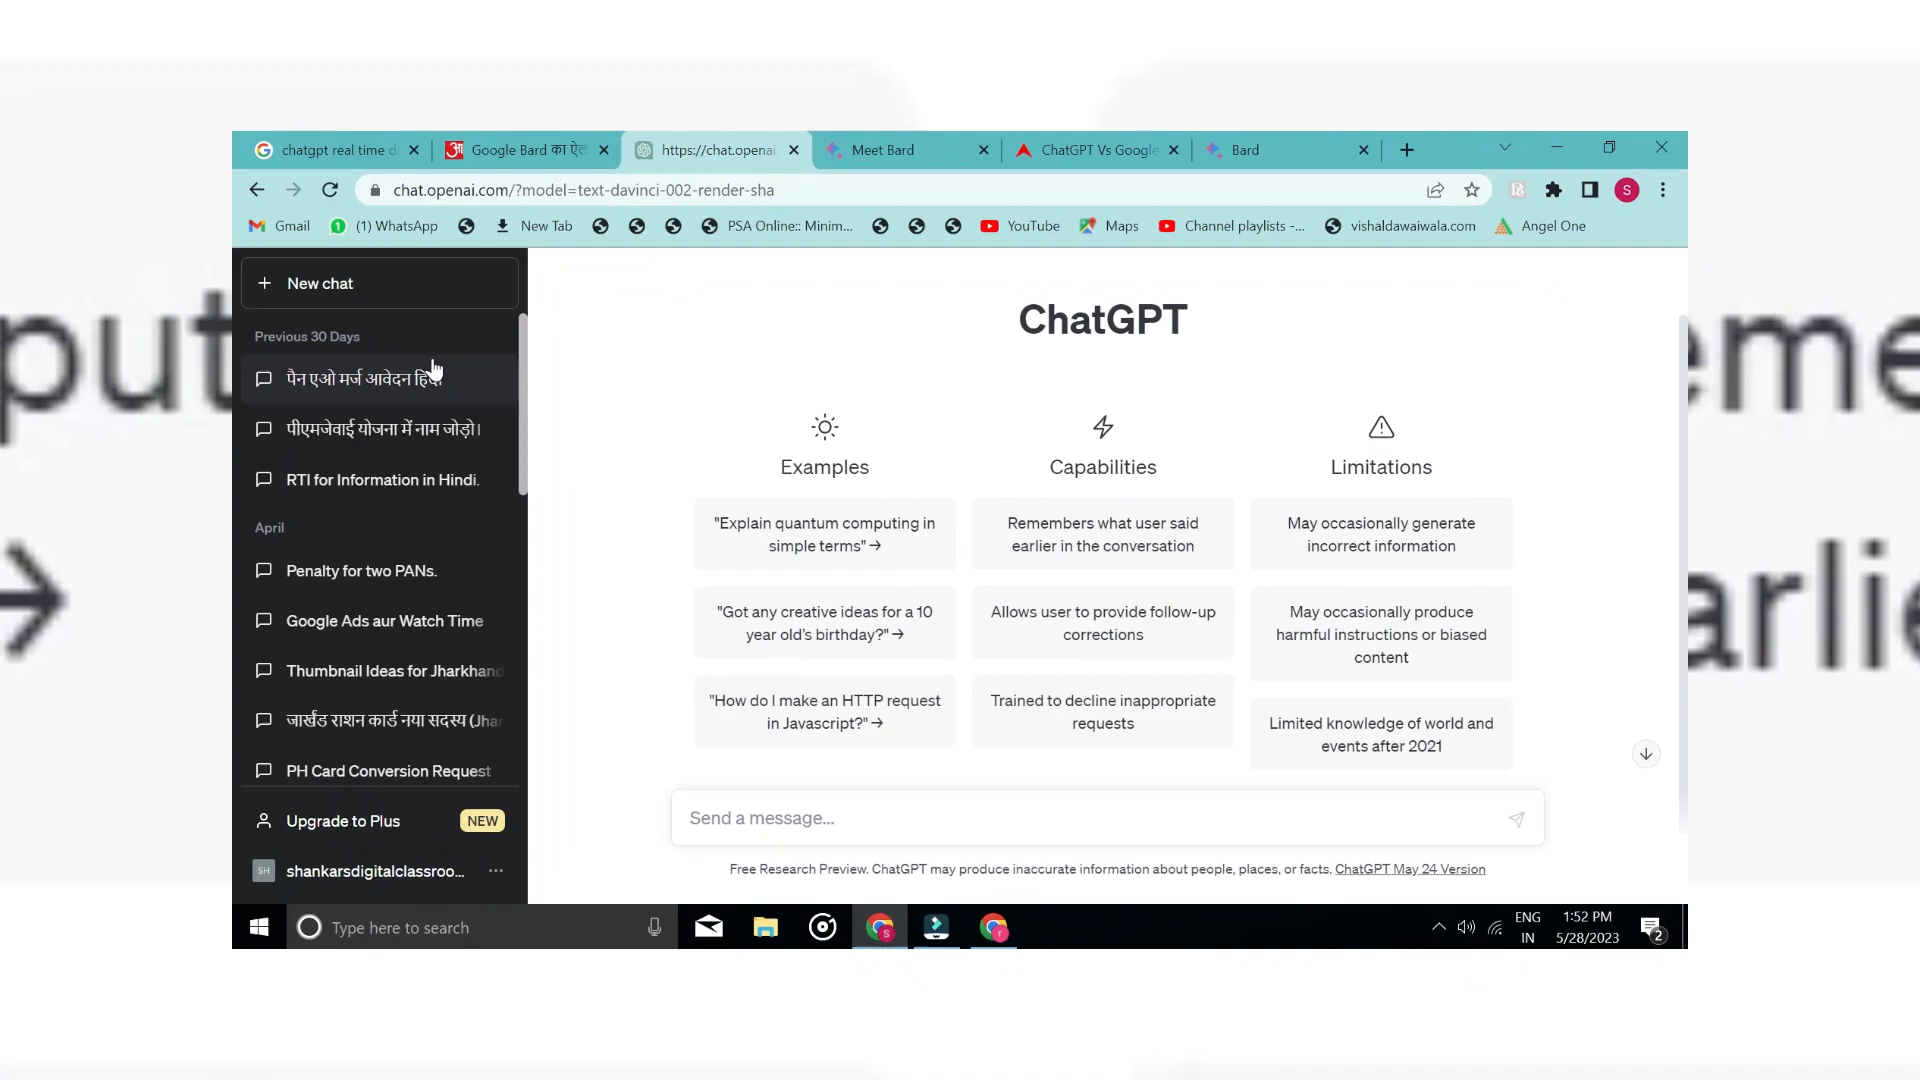 chatgpt real time d
Google Bard का ऐल
https://chat.openai.
Meet Bard
ChatGPT Vs Google
Bard
chat.openai.com/?model=text-davinci-002-render-sha
S
Gmail
(1) WhatsApp
New Tab
PSA Online:: Minim...
YouTube
Maps
Channel playlists -...
vishaldawaiwala.com
Angel One
New chat
Previous 30 Days
पैन एओ मर्ज आवेदन
पीएमजेवाई योजना में नाम जोड़ो।
RTI for Information in Hindi.
April
Penalty for two PANs.
Google Ads aur Watch Time
Thumbnail Ideas for Jharkhand
जार्खंड राशन कार्ड नया सदस्य (Jhar
PH Card Conversion Request
Upgrade to Plus
NEW
SH
shankarsdigitalclassroo...
ChatGPT
Examples
"Explain quantum computing in
simple terms" →
"Got any creative ideas for a 10
year old's birthday?" →
"How do I make an HTTP request
in Javascript?" →
Capabilities
Remembers what user said
earlier in the conversation
Allows user to provide follow-up
corrections
Trained to decline inappropriate
requests
Limitations
May occasionally generate
incorrect information
May occasionally produce
harmful instructions or biased
content
Limited knowledge of world and
events after 2021
Send a message...
Free Research Preview. ChatGPT may produce inaccurate information about people, places, or facts. ChatGPT May 24 Version
Type here to search
ENG
IN
1:52 PM
5/28/2023
2